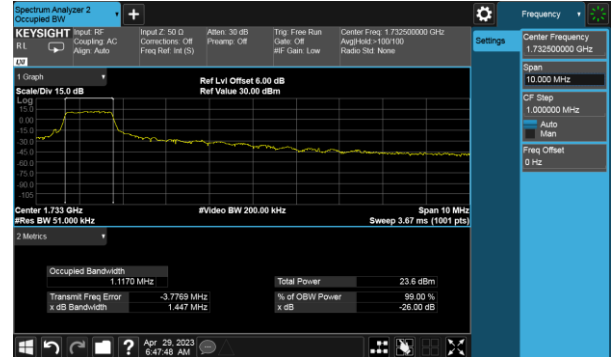 Spectrum Analyzer 2
Occupied BW
Frequency
KEYSIGHT
RL
LXI
Input: RF
Coupling: AC
Align: Auto
Input Z: 50 Ω
Corrections: Off
Freq Ref: Int (S)
Atten: 30 dB
Preamp: Off
Trig: Free Run
Gate: Off
#IF Gain: Low
Center Freq: 1.732500000 GHz
Avg|Hold:>100/100
Radio Std: None
Settings
Center Frequency
1.732500000 GHz
Span
10.000 MHz
CF Step
1.000000 MHz
Auto
Man
Freq Offset
0 Hz
1 Graph
Scale/Div 15.0 dB
Ref Lvl Offset 6.00 dB
Ref Value 30.00 dBm
Log
15.0
0.00
-15.0
-30.0
-45.0
-60.0
-75.0
-90.0
-105
Center 1.733 GHz
#Res BW 51.000 kHz
#Video BW 200.00 kHz
Span 10 MHz
Sweep 3.67 ms (1001 pts)
2 Metrics
Occupied Bandwidth
1.1170 MHz
Total Power 23.6 dBm
Transmit Freq Error -3.7769 MHz
% of OBW Power 99.00 %
x dB Bandwidth 1.447 MHz
x dB -26.00 dB
?
Apr 29, 2023
6:47:48 AM